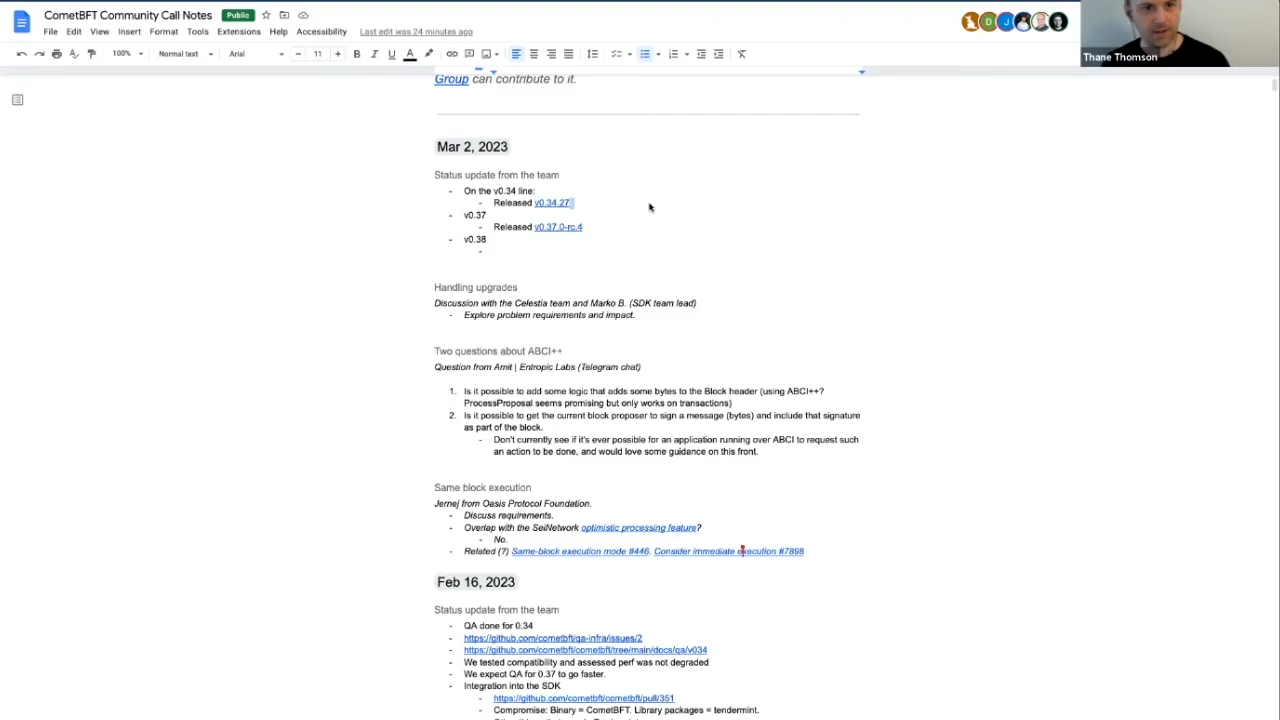 CometBFT Community Call Notes
Public
File Edit View Insert Format Tools Extensions Help Accessibility Last edit was 24 minutes ago
100% Normal text Arial 11 B I U A
D J
Thane Thomson
Group can contribute to it.
Mar 2, 2023
Status update from the team
- On the v0.34 line:
- Released v0.34.27
- v0.37
- Released v0.37.0-rc.4
- v0.38
-
Handling upgrades
Discussion with the Celestia team and Marko B. (SDK team lead)
- Explore problem requirements and impact.
Two questions about ABCI++
Question from Amit | Entropic Labs (Telegram chat)
1. Is it possible to add some logic that adds some bytes to the Block header (using ABCI++?
ProcessProposal seems promising but only works on transactions)
2. Is it possible to get the current block proposer to sign a message (bytes) and include that signature
as part of the block.
- Don't currently see if it's ever possible for an application running over ABCI to request such
an action to be done, and would love some guidance on this front.
Same block execution
Jernej from Oasis Protocol Foundation.
- Discuss requirements.
- Overlap with the SeiNetwork optimistic processing feature?
- No.
- Related (?) Same-block execution mode #446. Consider immediate execution #7898
Feb 16, 2023
Status update from the team
- QA done for 0.34
- https://github.com/cometbft/qa-infra/issues/2
- https://github.com/cometbft/cometbft/tree/main/docs/qa/v034
- We tested compatibility and assessed perf was not degraded
- We expect QA for 0.37 to go faster.
- Integration into the SDK
- https://github.com/cometbft/cometbft/pull/351
- Compromise: Binary = CometBFT. Library packages = tendermint.